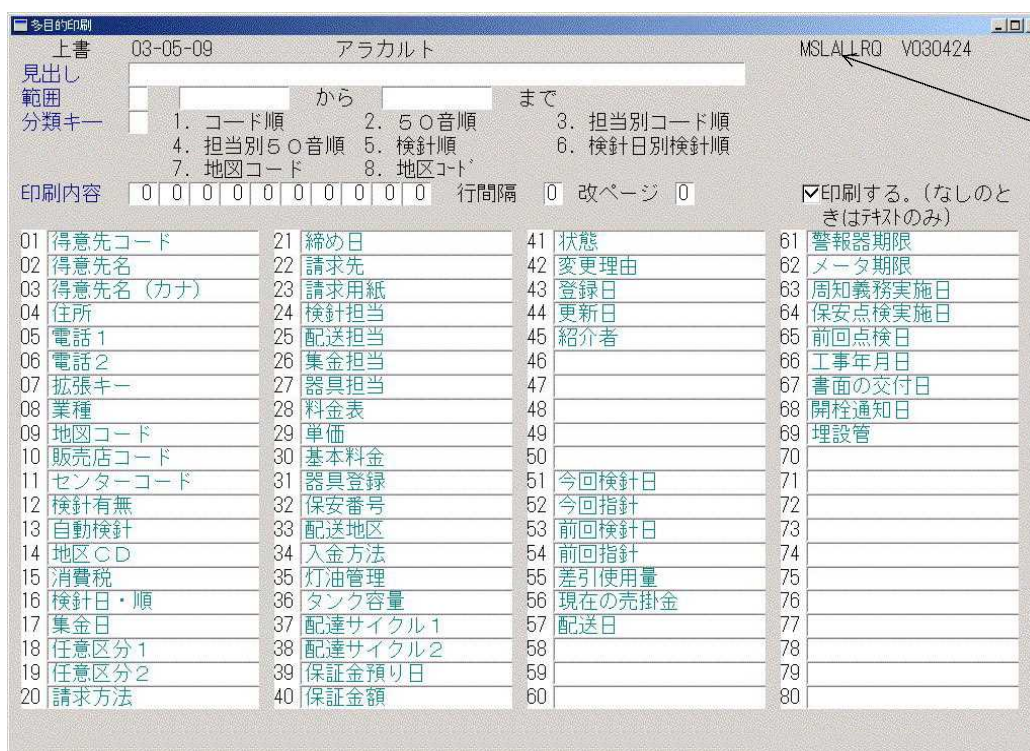 多目的印刷
上書 03-05-09 アラカルト MSLALLRQ V030424
見出し
範囲 から まで
分類キー 1. コード順 2. 50音順 3. 担当別コード順
4. 担当別50音順 5. 検針順 6. 検針日別検針順
7. 地図コード 8. 地区コード
印刷内容 0 0 0 0 0 0 0 0 0 0 行間隔 0 改ページ 0 印刷する。(なしのと
きはテキストのみ)
01 得意先コード 21 締め日 41 状態 61 警報器期限
02 得意先名 22 請求先 42 変更理由 62 メータ期限
03 得意先名(カナ) 23 請求用紙 43 登録日 63 周知義務実施日
04 住所 24 検針担当 44 更新日 64 保安点検実施日
05 電話1 25 配送担当 45 紹介者 65 前回点検日
06 電話2 26 集金担当 46 66 工事年月日
07 拡張キー 27 器具担当 47 67 書面の交付日
08 業種 28 料金表 48 68 開栓通知日
09 地図コード 29 単価 49 69 埋設管
10 販売店コード 30 基本料金 50 70
11 センターコード 31 器具登録 51 今回検針日 71
12 検針有無 32 保安番号 52 今回指針 72
13 自動検針 33 配送地区 53 前回検針日 73
14 地区CD 34 入金方法 54 前回指針 74
15 消費税 35 灯油管理 55 差引使用量 75
16 検針日・順 36 タンク容量 56 現在の売掛金 76
17 集金日 37 配達サイクル1 57 配送日 77
18 任意区分1 38 配達サイクル2 58 78
19 任意区分2 39 保証金預り日 59 79
20 請求方法 40 保証金額 60 80